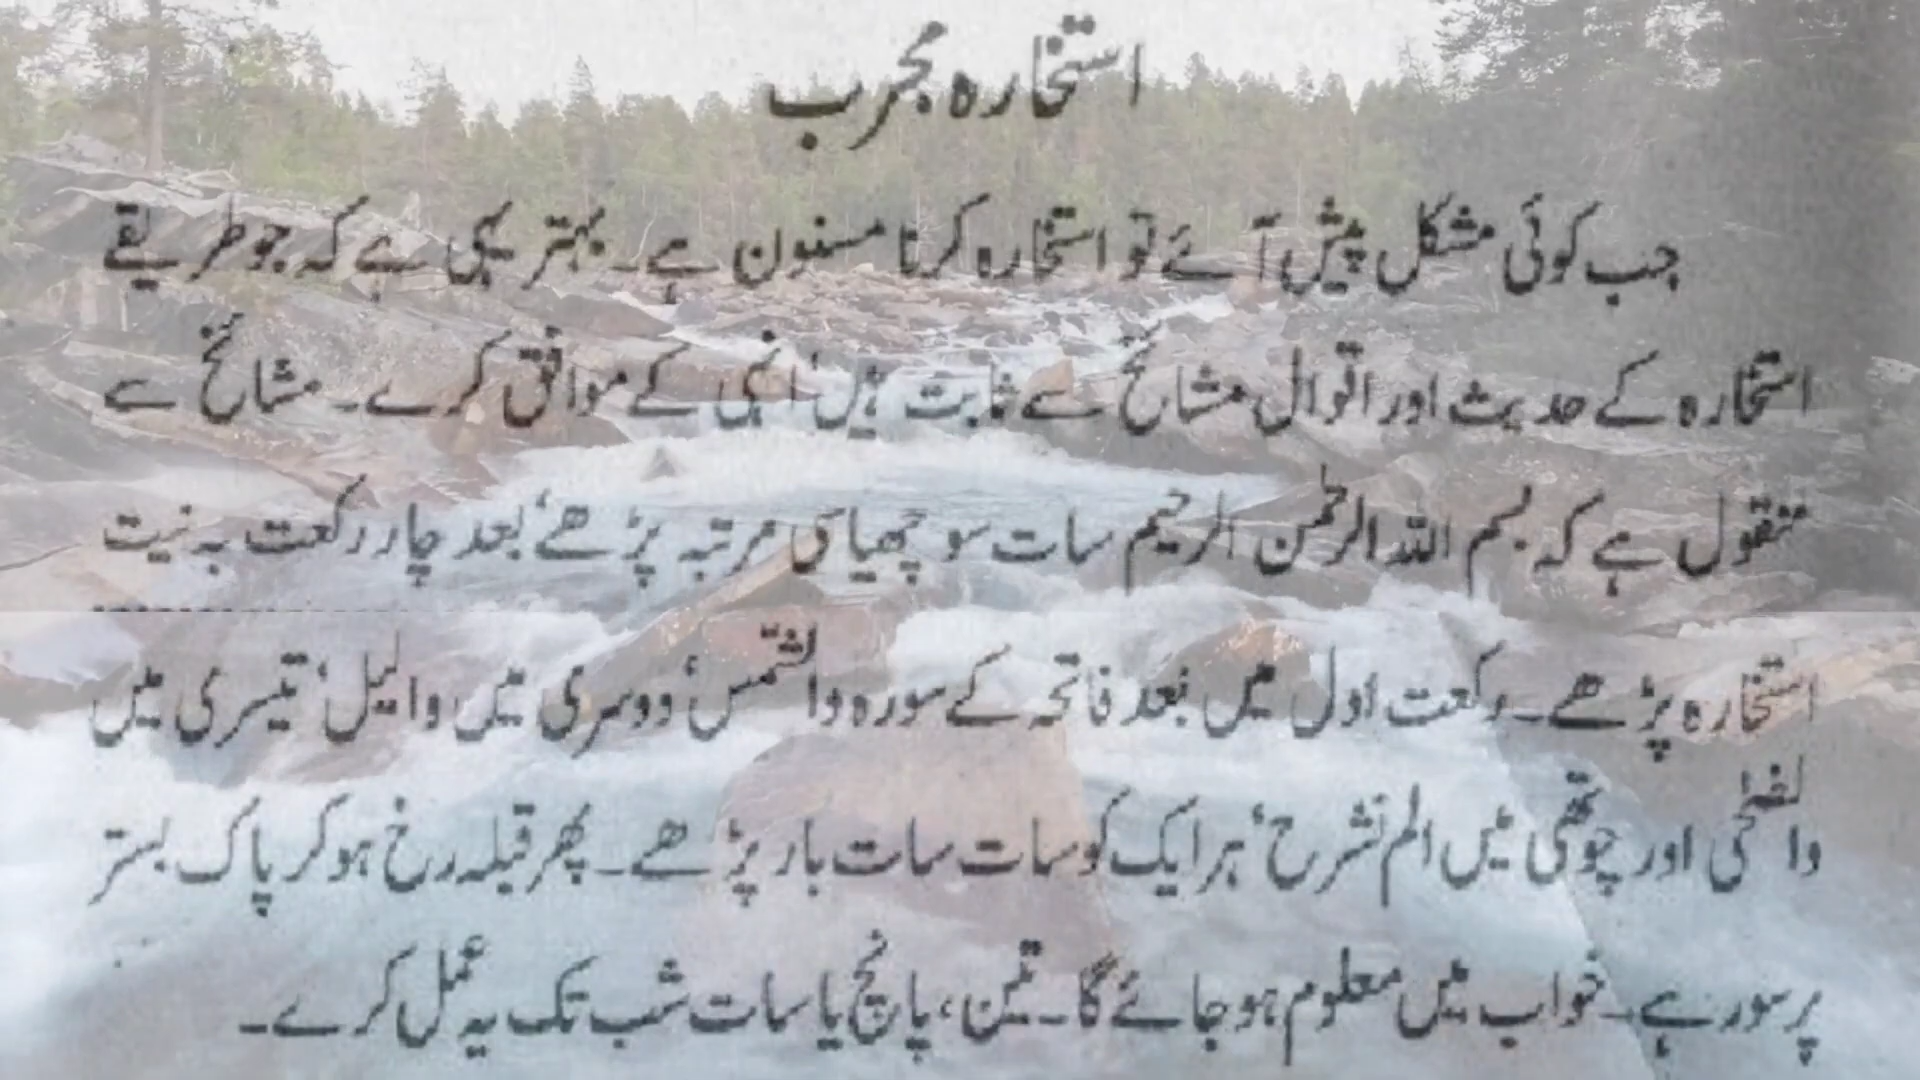 استخارہ مجرب
جب کوئی مشکل پیش آئے تو استخارہ کرنا مسنون ہے۔ بہتر یہی ہے کہ جو طریقے
استخارہ کے حدیث اور اقوال مشائخ سے ثابت ہیں، انہی کے موافق کرے۔ مشائخ سے
منقول ہے کہ بسم اللہ الرحمٰن الرحیم سات سو چھیاسی مرتبہ پڑھے، بعد چار رکعت بہ نیت
استخارہ پڑھے۔ رکعت اول میں بعد فاتحہ کے سورہ والشمس، دوسری میں والیل، تیسری میں
والضحٰی اور چوتھی میں الم نشرح، ہر ایک کو سات سات بار پڑھے۔ پھر قبلہ رخ ہو کر پاک بستر
پر سو رہے۔ خواب میں معلوم ہو جائے گا۔ تین، پانچ یا سات شب تک یہ عمل کرے۔